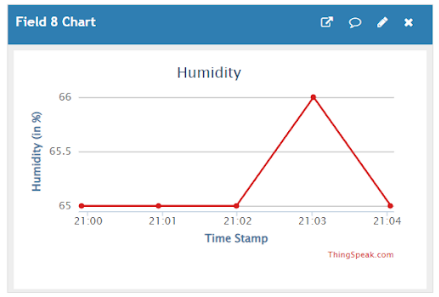 Field 8 Chart
Humidity
Humidity (in %)
66
65.5
65
21:00 21:01 21:02 21:03 21:04
Time Stamp
ThingSpeak.com